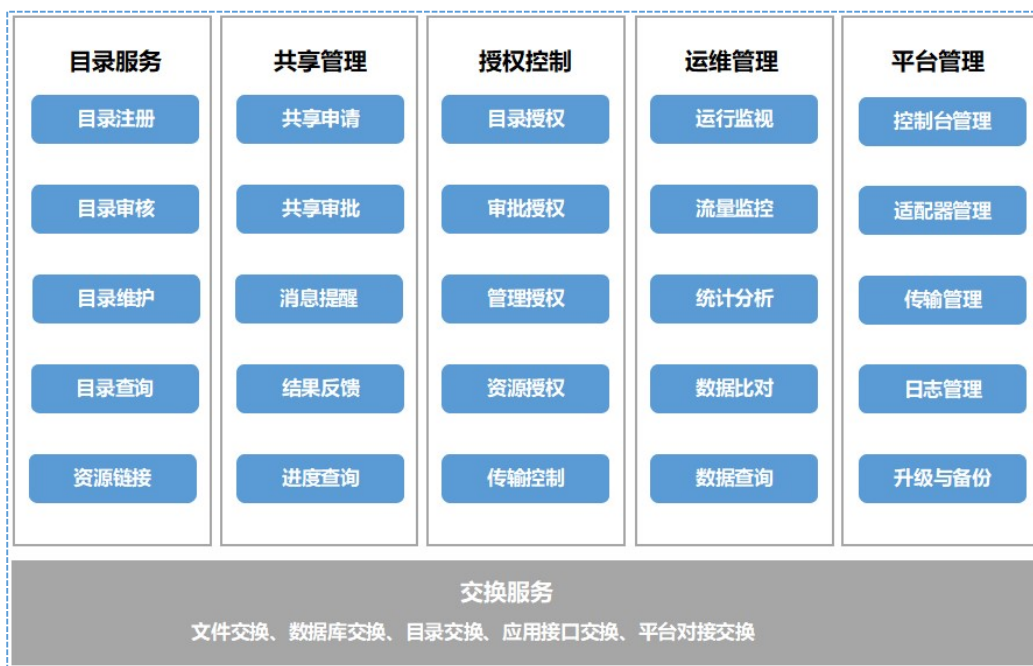 目录服务
目录注册
目录审核
目录维护
目录查询
资源链接
共享管理
共享申请
共享审批
消息提醒
结果反馈
进度查询
授权控制
目录授权
审批授权
管理授权
资源授权
传输控制
运维管理
运行监视
流量监控
统计分析
数据比对
数据查询
平台管理
控制台管理
适配器管理
传输管理
日志管理
升级与备份
交换服务
文件交换、数据库交换、目录交换、应用接口交换、平台对接交换